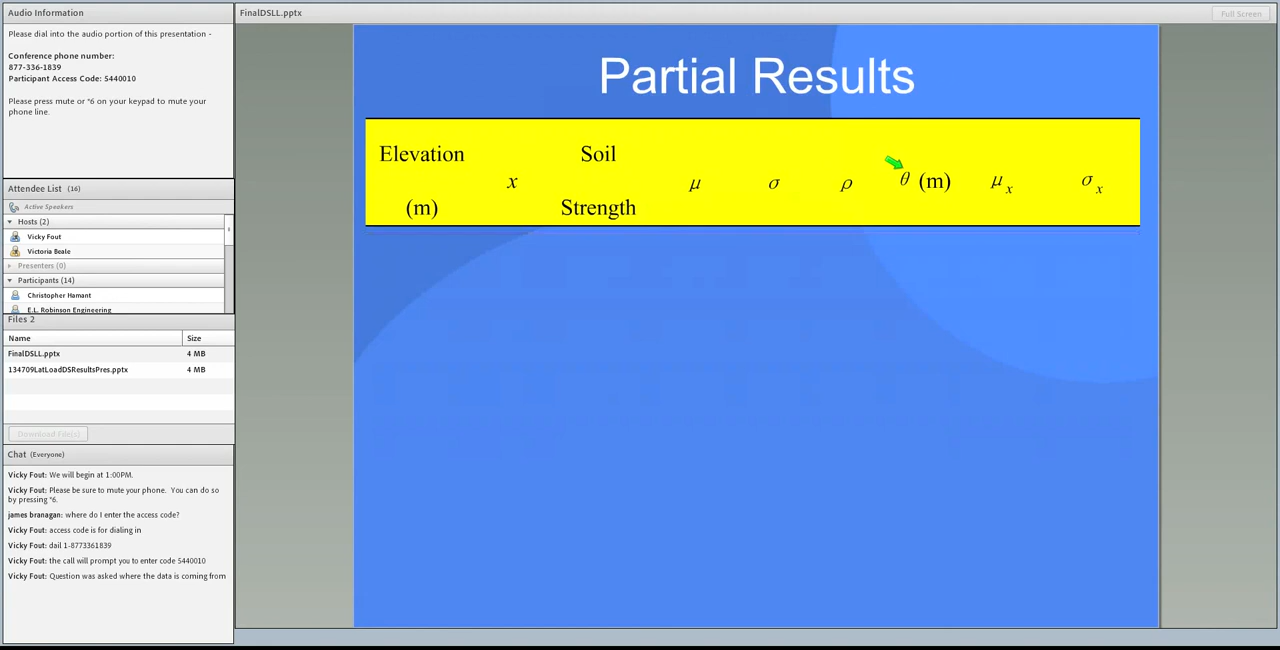 Audio Information
Please dial into the audio portion of this presentation -
Conference phone number:
877-336-1839
Participant Access Code: 5440010
Please press mute or *6 on your keypad to mute your
phone line.
Attendee List (16)
Active Speakers
Hosts (2)
Vicky Fout
Victoria Beale
Presenters (0)
Participants (14)
Christopher Hamant
E.L. Robinson Engineering
Files 2
Name Size
FinalDSLL.pptx 4 MB
134709LatLoadDSResultsPres.pptx 4 MB
Download File(s)
Chat (Everyone)
Vicky Fout: We will begin at 1:00PM.
Vicky Fout: Please be sure to mute your phone. You can do so
by pressing *6.
james branagan: where do I enter the access code?
Vicky Fout: access code is for dialing in
Vicky Fout: dail 1-8773361839
Vicky Fout: the call will prompt you to enter code 5440010
Vicky Fout: Question was asked where the data is coming from
FinalDSLL.pptx
Full Screen
Partial Results
Elevation Soil
x μ σ ρ θ (m) μx σx
(m) Strength